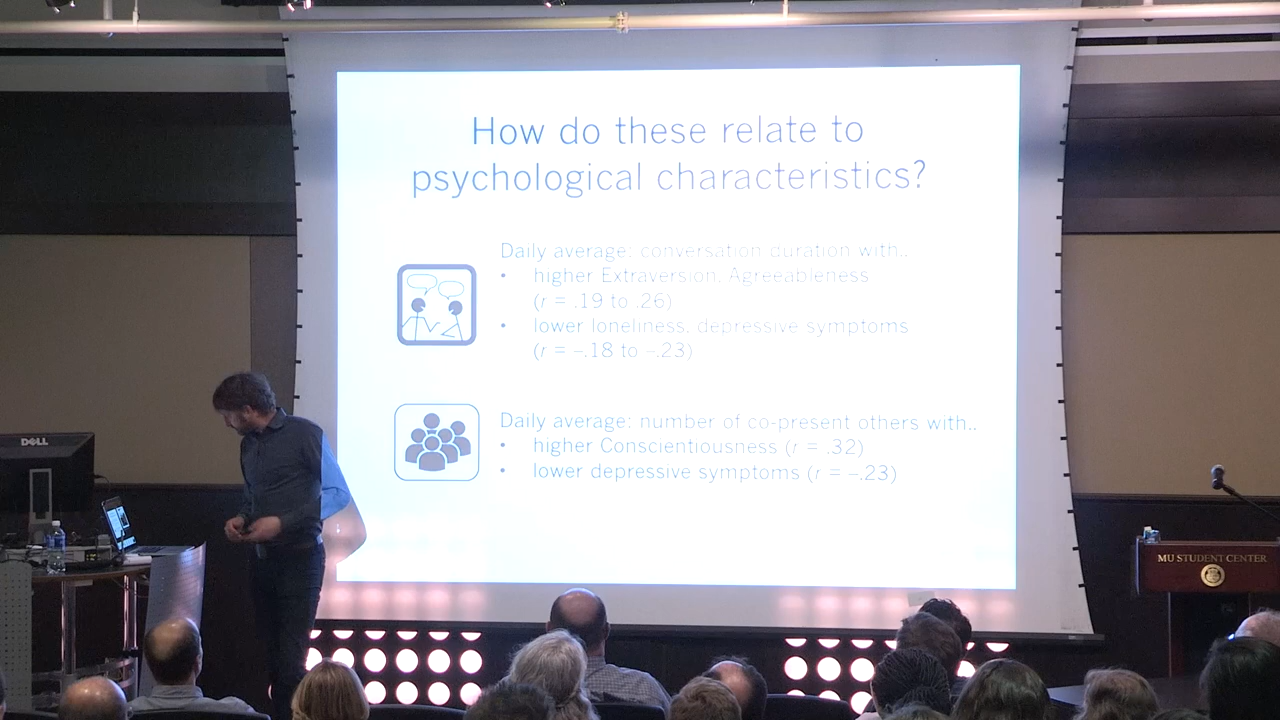 How do these relate to
psychological characteristics?
Daily average: conversation duration with..
• higher Extraversion, Agreeableness
(r = .19 to .26)
• lower loneliness, depressive symptoms
(r = –.18 to –.23)
Daily average: number of co-present others with..
• higher Conscientiousness (r = .32)
• lower depressive symptoms (r = –.23)
DELL
MU STUDENT CENTER